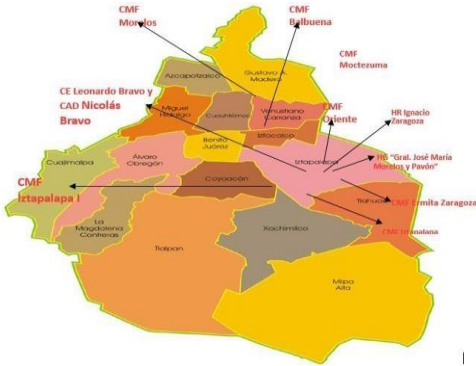 CMF
Morelos
CMF
Balbuena
CMF
Moctezuma
Gustavo A.
Madero
Azcapotzalco
CE Leonardo Bravo y
CAD Nicolás
Bravo
Miguel
Hidalgo
Cuauhtémoc
Venustiano
Carranza
CMF
Oriente
HR Ignacio
Zaragoza
Iztacalco
Benito
Juárez
Iztapalapa
HG "Gral. José María
Morelos y Pavón"
Cuajimalpa
Álvaro
Obregón
Coyoacán
CMF
Iztapalapa I
Tláhuac
CMF Ermita Zaragoza
La
Magdalena
Contreras
Xochimilco
CMF
Tlalpan
Milpa
Alta